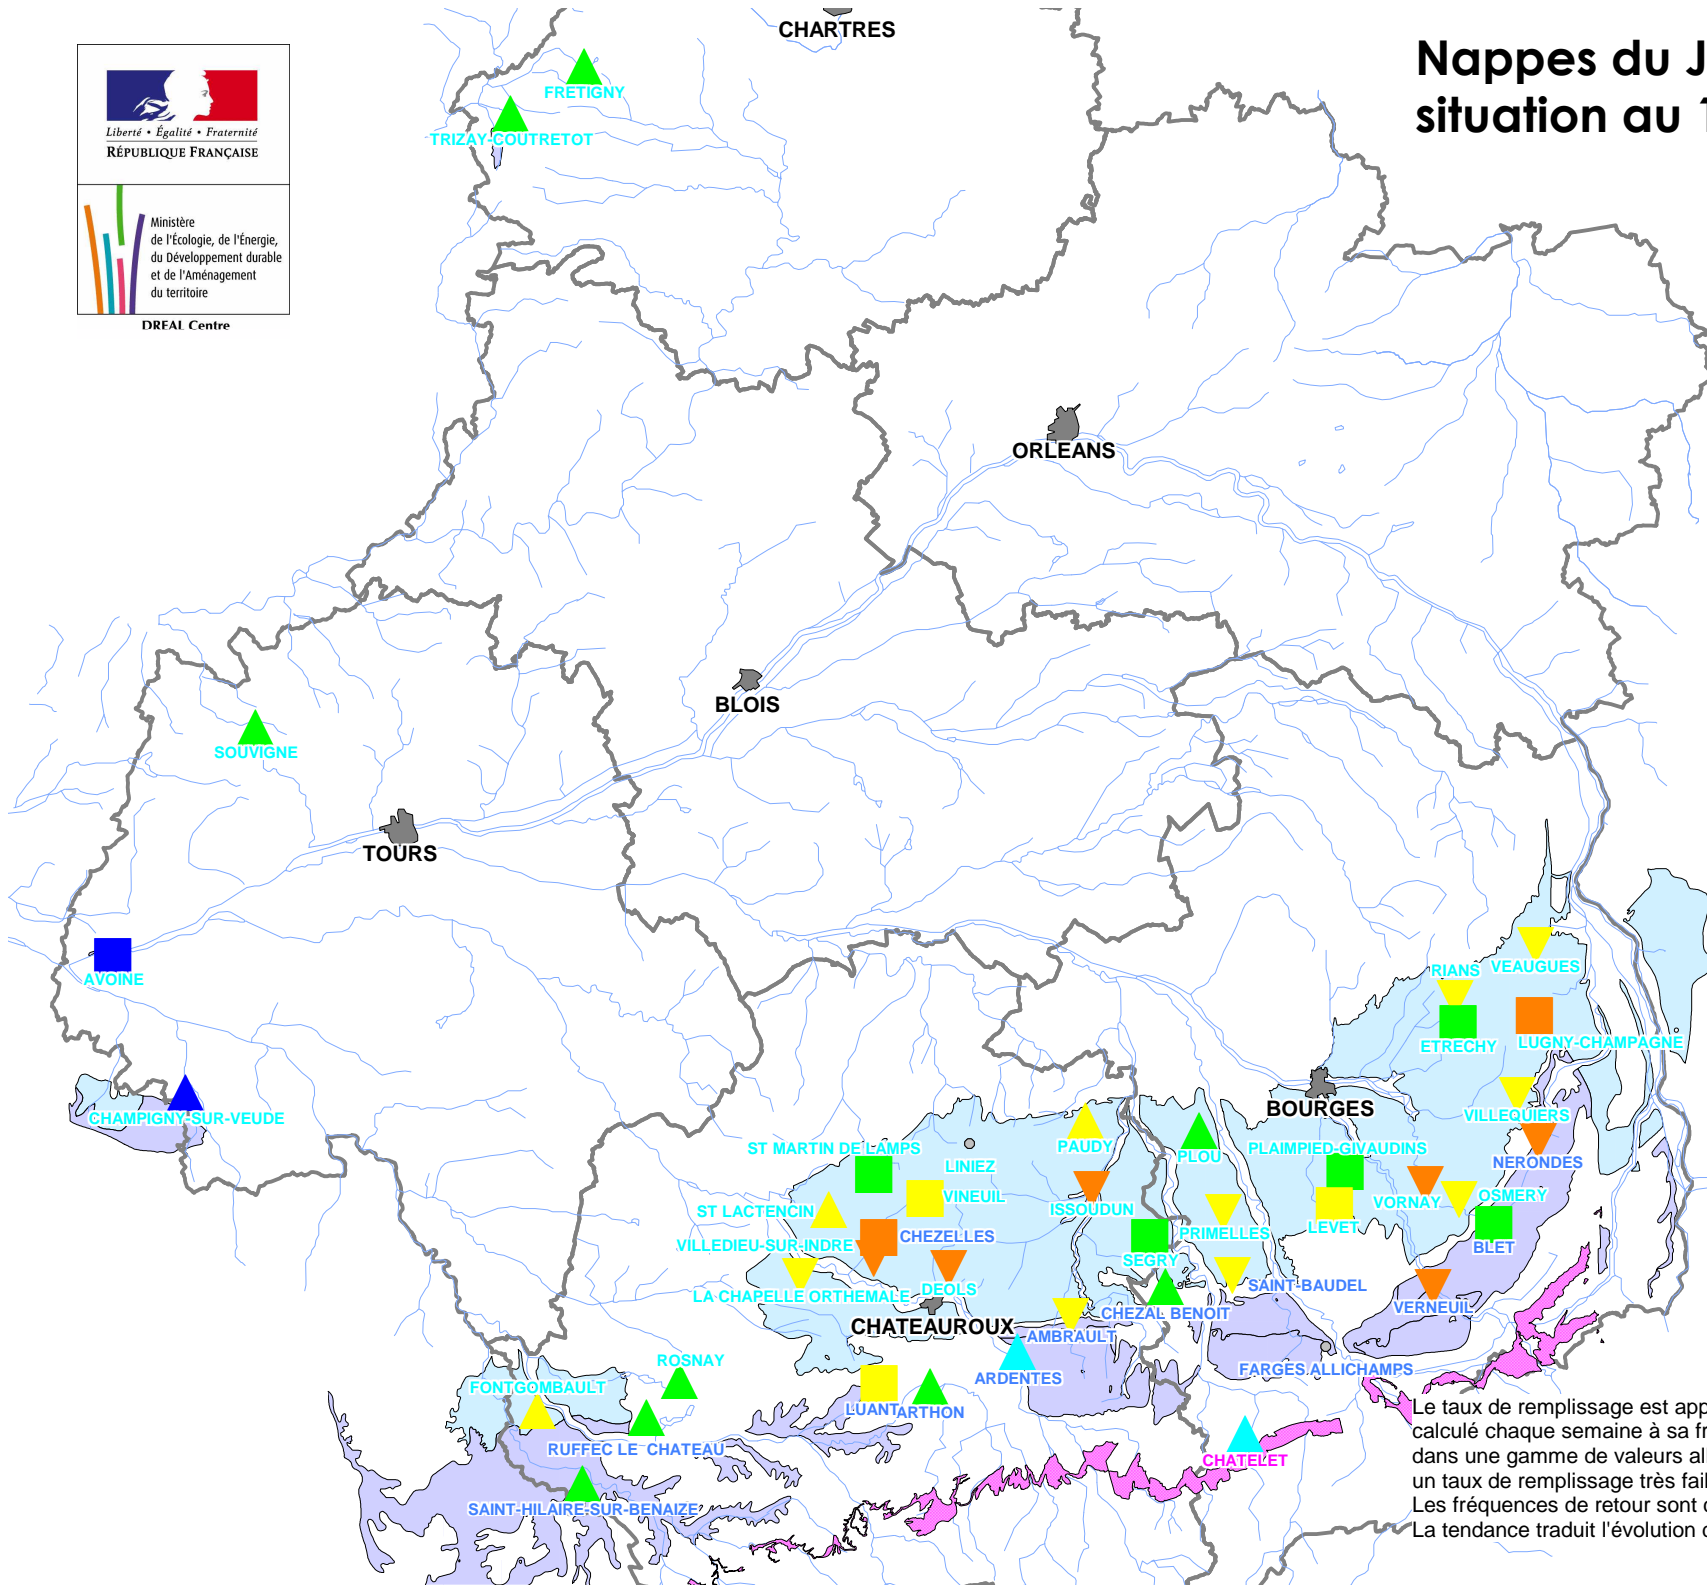 CHARTRES
Nappes du J
situation au 1
FRETIGNY
TRIZAY-COUTRETOT
Liberté • Égalité • Fraternité
RÉPUBLIQUE FRANÇAISE
Ministère
de l'Écologie, de l'Énergie,
du Développement durable
et de l'Aménagement
du territoire
DREAL Centre
ORLEANS
BLOIS
SOUVIGNE
TOURS
AVOINE
RIANS
VEAUGUES
ETRECHY
LUGNY-CHAMPAGNE
CHAMPIGNY-SUR-VEUDE
BOURGES
VILLEQUIERS
ST MARTIN DE LAMPS
LINIEZ
PAUDY
PLOU
PLAIMPIED-GIVAUDINS
NERONDES
VINEUIL
ST LACTENCIN
ISSOUDUN
VORNAY
OSMERY
VILLEDIEU-SUR-INDRE
CHEZELLES
PRIMELLES
LEVET
SEGRY
BLET
LA CHAPELLE ORTHEMALE
DEOLS
SAINT-BAUDEL
CHEZAL BENOIT
VERNEUIL
CHATEAUROUX
AMBRAULT
ROSNAY
ARDENTES
FARGES ALLICHAMPS
FONTGOMBAULT
LUANT
ARTHON
RUFFEC LE CHATEAU
CHATELET
SAINT-HILAIRE-SUR-BENAIZE
Le taux de remplissage est app
calculé chaque semaine à sa fr
dans une gamme de valeurs all
un taux de remplissage très fail
Les fréquences de retour sont
La tendance traduit l'évolution